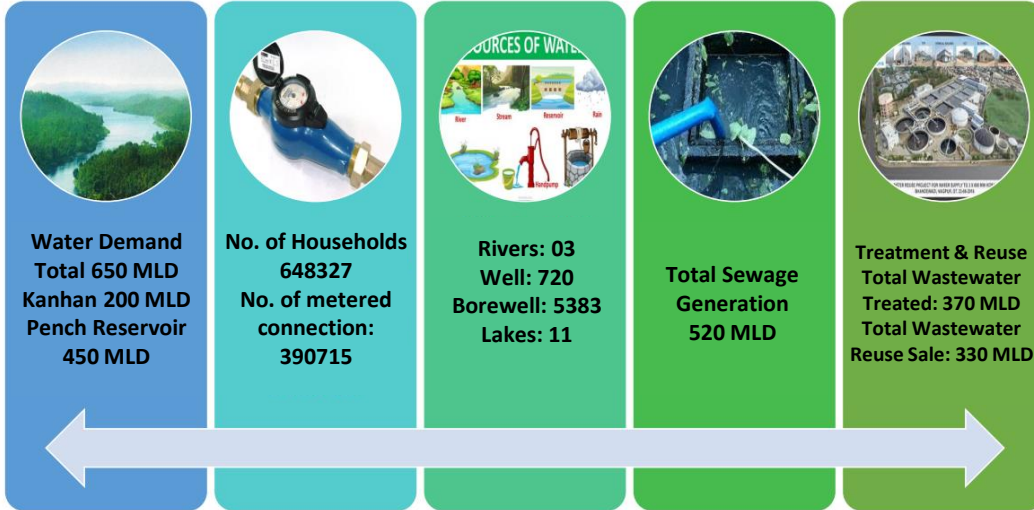 Water Demand
Total 650 MLD
Kanhan 200 MLD
Pench Reservoir
450 MLD
No. of Households
648327
No. of metered
connection:
390715
OURCES OF WATE
River
Stream
Reservoir
Rain
Handpump
Rivers: 03
Well: 720
Borewell: 5383
Lakes: 11
Total Sewage
Generation
520 MLD
Treatment & Reuse
Total Wastewater
Treated: 370 MLD
Total Wastewater
Reuse Sale: 330 MLD